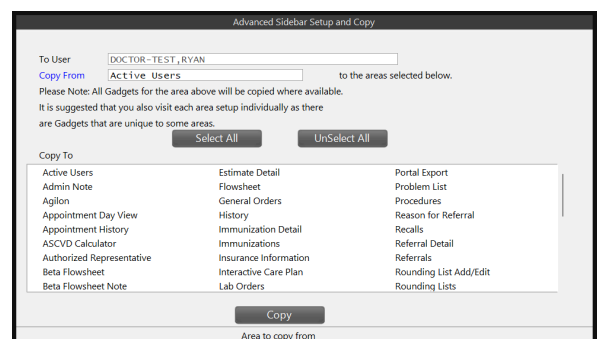 Advanced Sidebar Setup and Copy
To User DOCTOR-TEST,RYAN
Copy From Active Users to the areas selected below.
Please Note: All Gadgets for the area above will be copied where available.
It is suggested that you also visit each area setup individually as there
are Gadgets that are unique to some areas.
Select All UnSelect All
Copy To
Active Users Estimate Detail Portal Export
Admin Note Flowsheet Problem List
Agilon General Orders Procedures
Appointment Day View History Reason for Referral
Appointment History Immunization Detail Recalls
ASCVD Calculator Immunizations Referral Detail
Authorized Representative Insurance Information Referrals
Beta Flowsheet Interactive Care Plan Rounding List Add/Edit
Beta Flowsheet Note Lab Orders Rounding Lists
Copy
Area to copy from